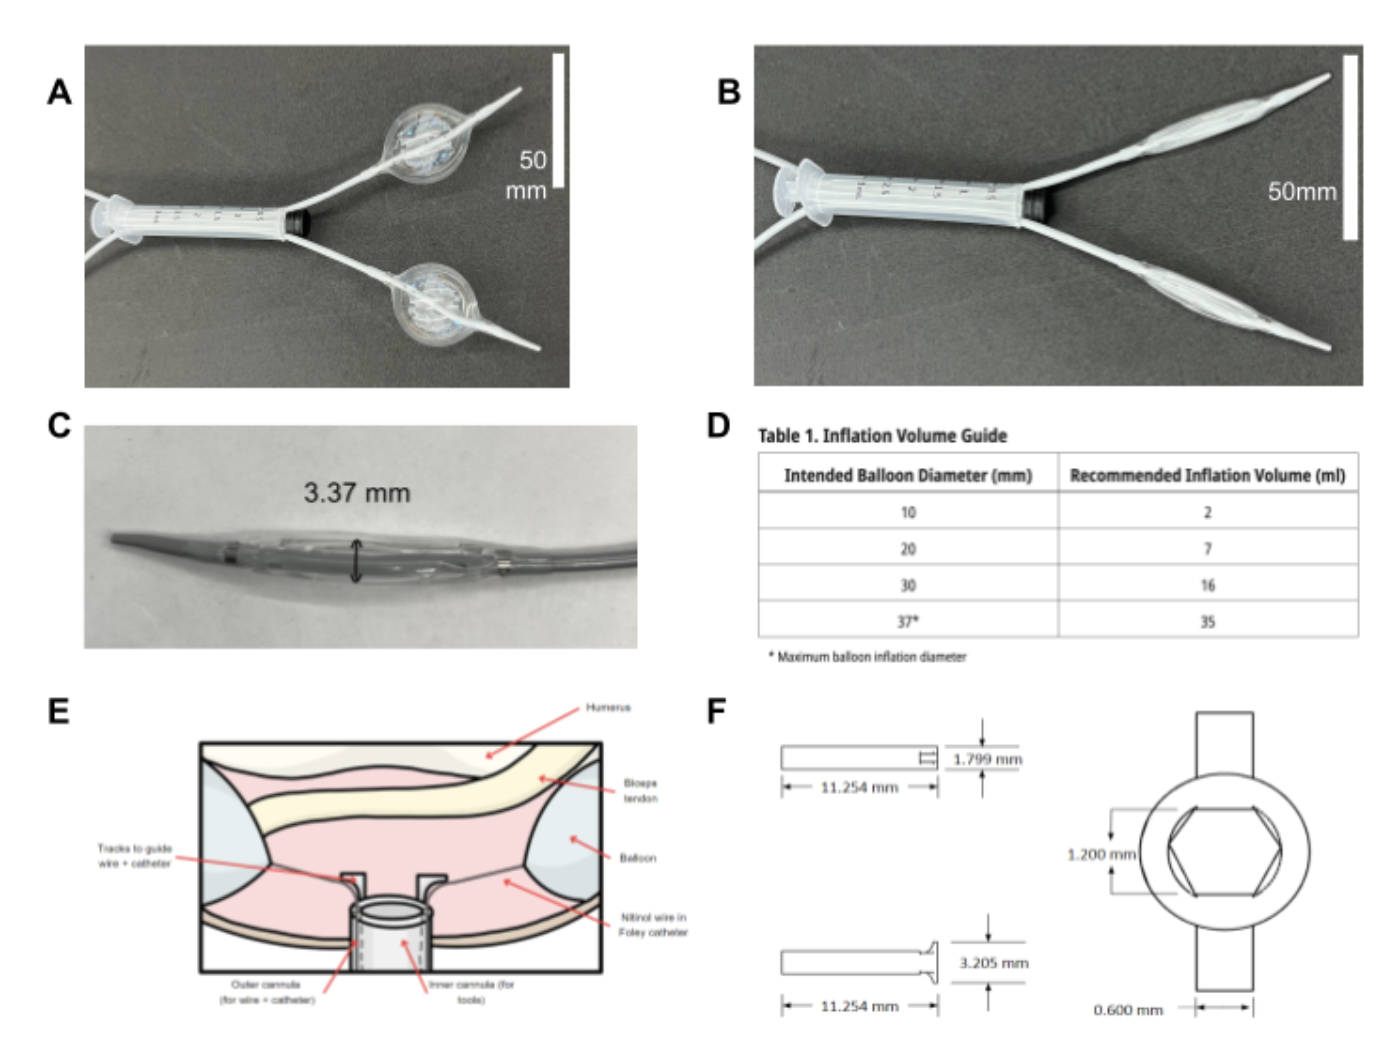 A
50
mm
B
50mm
C
3.37 mm
D
Table 1. Inflation Volume Guide
Intended Balloon Diameter (mm) Recommended Inflation Volume (ml)
10 2
20 7
30 16
37* 35
* Maximum balloon inflation diameter
E
Humerus
Biceps
tendon
Tracks to guide
wire + catheter
Balloon
Nitinol wire in
Foley catheter
Outer cannula
(for wire + catheter)
Inner cannula (for
tools)
F
1.799 mm
11.254 mm
1.200 mm
3.205 mm
11.254 mm
0.600 mm